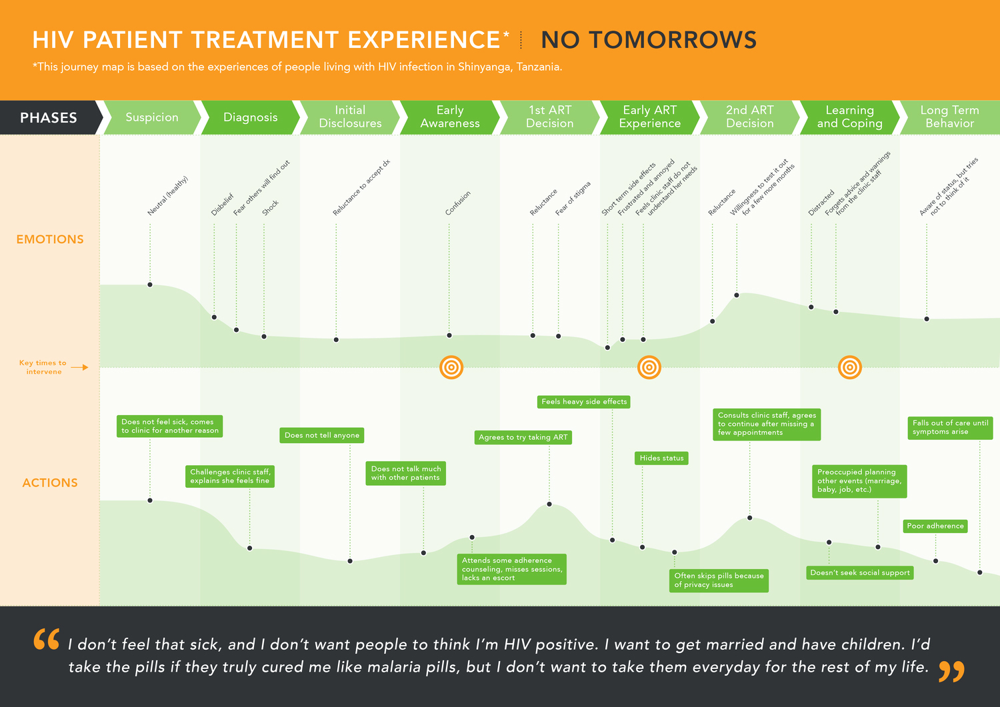 HIV PATIENT TREATMENT EXPERIENCE* NO TOMORROWS
*This journey map is based on the experiences of people living with HIV infection in Shinyanga, Tanzania.
PHASES
Suspicion
Diagnosis
Initial
Disclosures
Early
Awareness
1st ART
Decision
Early ART
Experience
2nd ART
Decision
Learning
and Coping
Long Term
Behavior
EMOTIONS
Neutral (healthy)
Disbelief
Fear others will find out
Shock
Reluctance to accept dx
Confusion
Reluctance
Fear of stigma
Short term side effects
Frustrated and annoyed
Feels clinic staff do not
understand her needs
Reluctance
Willingness to test it out
for a few more months
Distracted
Forgets advice and warnings
from the clinic staff
Aware of status, but tries
not to think of it
Key times to
intervene
ACTIONS
Does not feel sick, comes
to clinic for another reason
Challenges clinic staff,
explains she feels fine
Does not tell anyone
Does not talk much
with other patients
Attends some adherence
counseling, misses sessions,
lacks an escort
Agrees to try taking ART
Feels heavy side effects
Hides status
Often skips pills because
of privacy issues
Consults clinic staff, agrees
to continue after missing a
few appointments
Doesn't seek social support
Preoccupied planning
other events (marriage,
baby, job, etc.)
Poor adherence
Falls out of care until
symptoms arise
“ I don't feel that sick, and I don't want people to think I'm HIV positive. I want to get married and have children. I'd
take the pills if they truly cured me like malaria pills, but I don't want to take them everyday for the rest of my life. ”